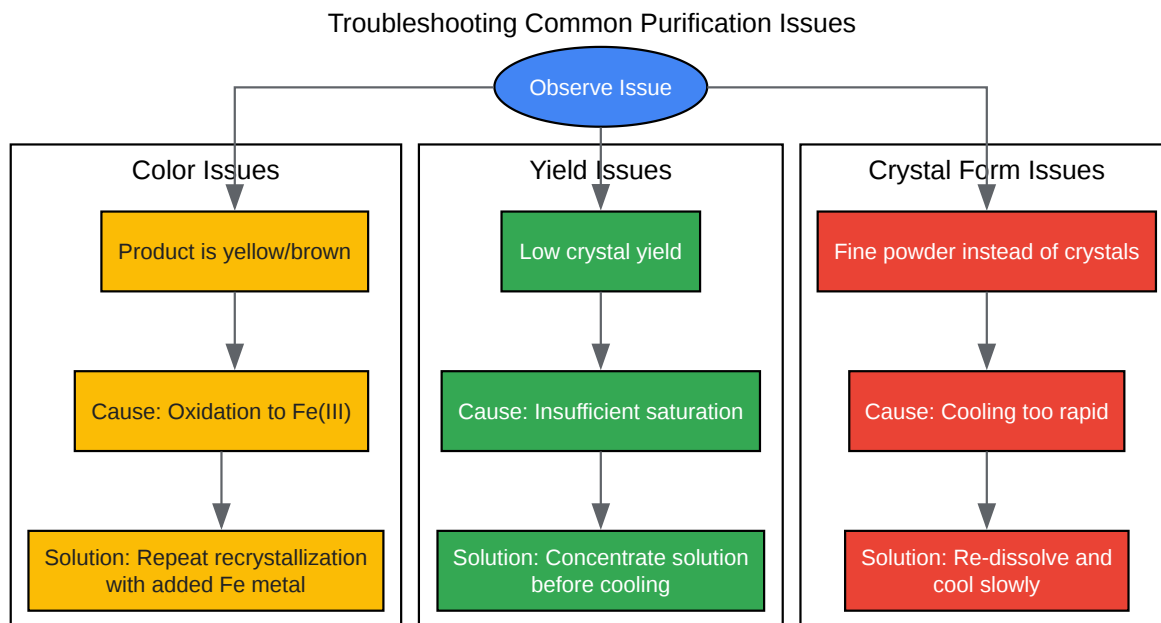 Troubleshooting Common Purification Issues
Observe Issue
Color Issues
Product is yellow/brown
Cause: Oxidation to Fe(III)
Solution: Repeat recrystallization
with added Fe metal
Yield Issues
Low crystal yield
Cause: Insufficient saturation
Solution: Concentrate solution
before cooling
Crystal Form Issues
Fine powder instead of crystals
Cause: Cooling too rapid
Solution: Re-dissolve and
cool slowly